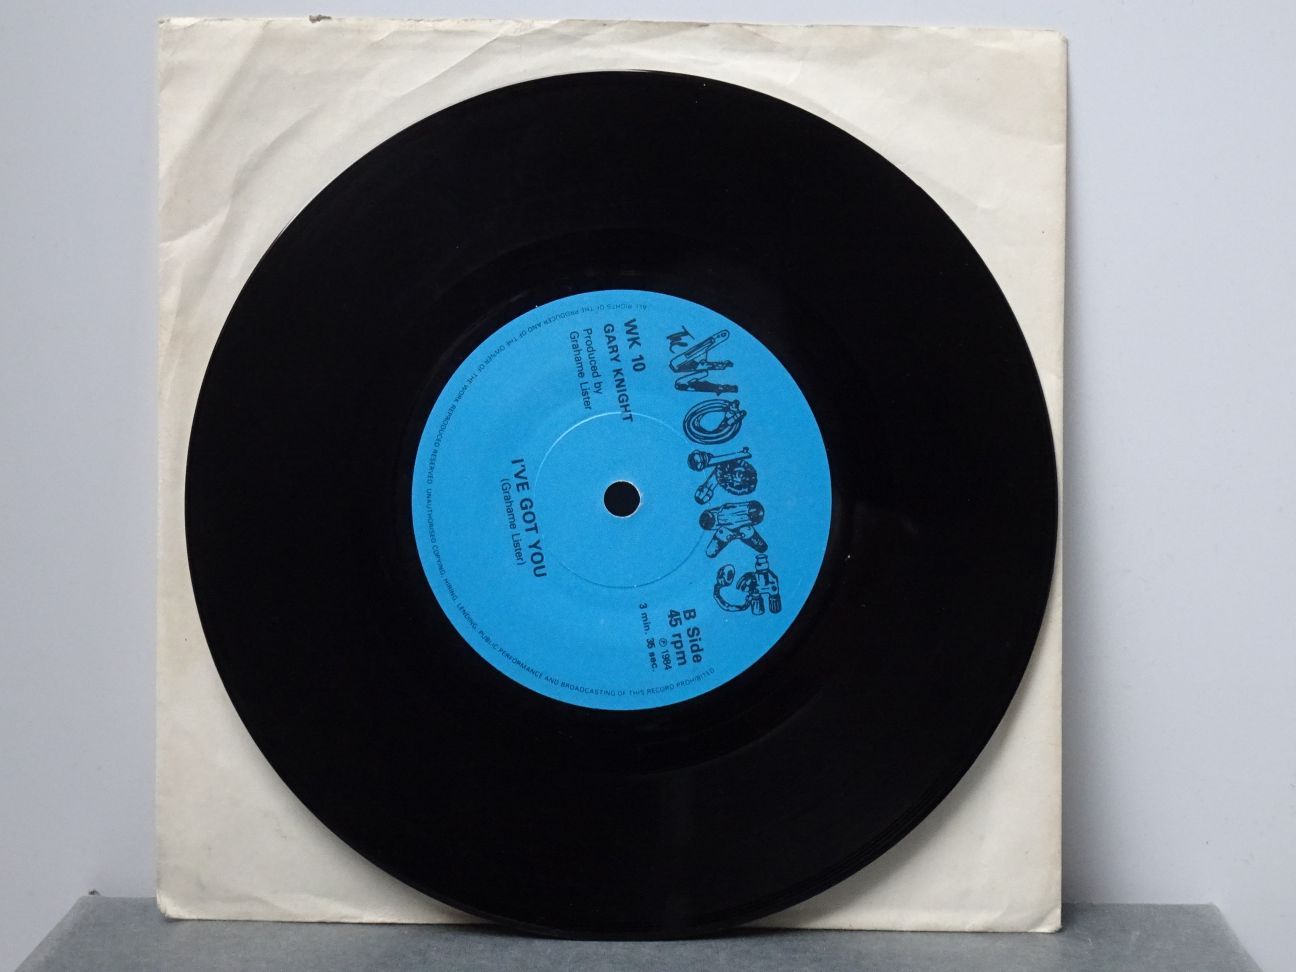 The WORKS
WK 10
GARY KNIGHT
Produced by
Grahame Lister
B Side
45 rpm
℗ 1984
3 min. 35 sec.
I'VE GOT YOU
(Grahame Lister)
ALL RIGHTS OF THE PRODUCER AND OF THE OWNER OF THE WORK REPRODUCED RESERVED. UNAUTHORISED COPYING, HIRING, LENDING, PUBLIC PERFORMANCE AND BROADCASTING OF THIS RECORD PROHIBITED